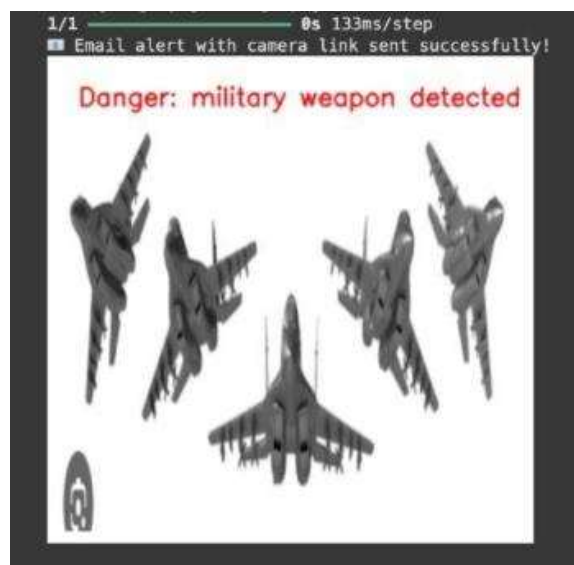 1/1 ━━━━━━━━━━━━━━━━━━━━ 0s 133ms/step
📧 Email alert with camera link sent successfully!
Danger: military weapon detected